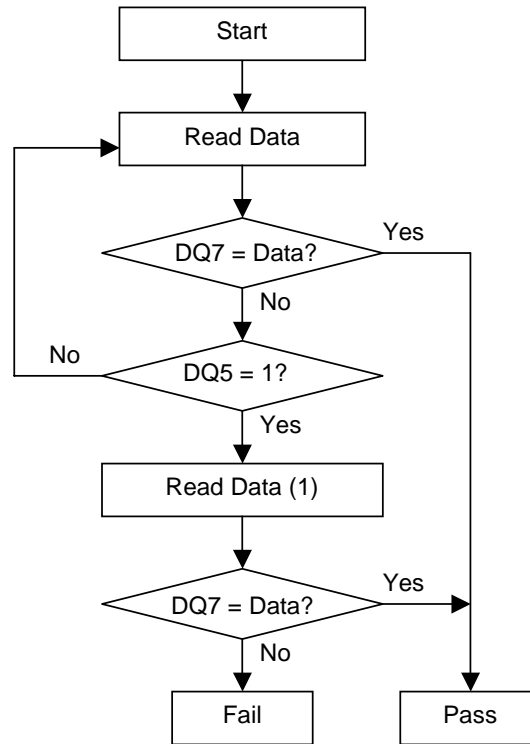 Start
Read Data
DQ7 = Data?
Yes
No
No
DQ5 = 1?
Yes
Read Data (1)
DQ7 = Data?
Yes
No
Fail
Pass